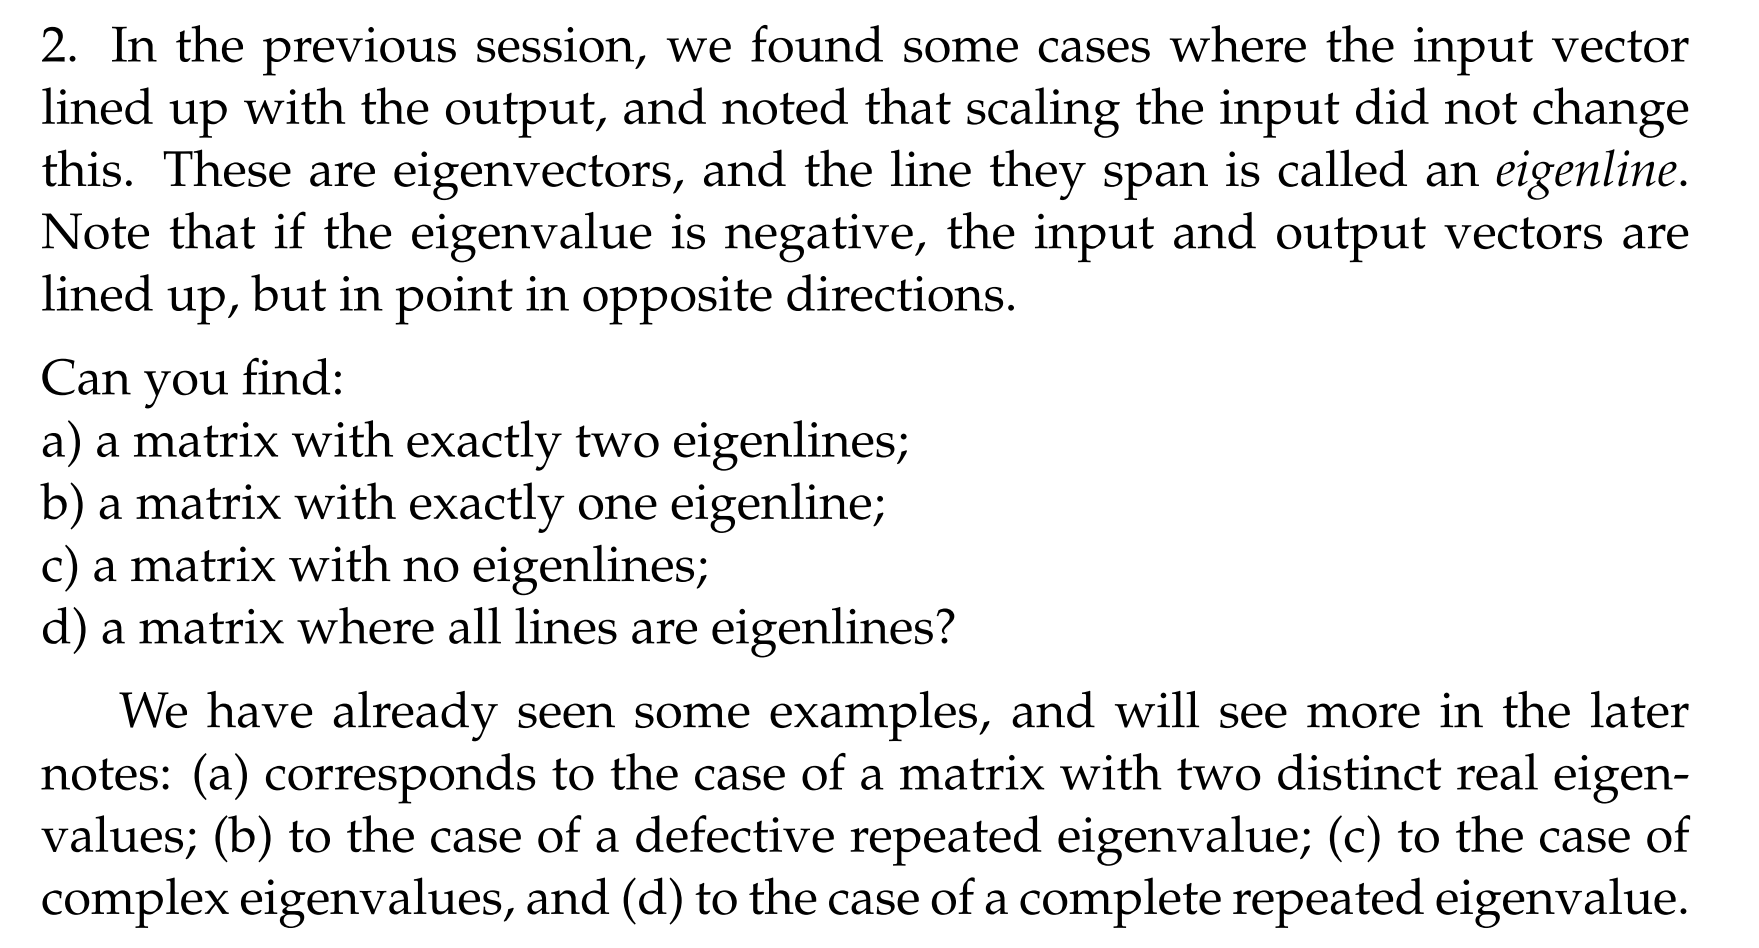 2. In the previous session, we found some cases where the input vector
lined up with the output, and noted that scaling the input did not change
this. These are eigenvectors, and the line they span is called an eigenline.
Note that if the eigenvalue is negative, the input and output vectors are
lined up, but in point in opposite directions.
Can you find:
a) a matrix with exactly two eigenlines;
b) a matrix with exactly one eigenline;
c) a matrix with no eigenlines;
d) a matrix where all lines are eigenlines?
We have already seen some examples, and will see more in the later
notes: (a) corresponds to the case of a matrix with two distinct real eigen-
values; (b) to the case of a defective repeated eigenvalue; (c) to the case of
complex eigenvalues, and (d) to the case of a complete repeated eigenvalue.